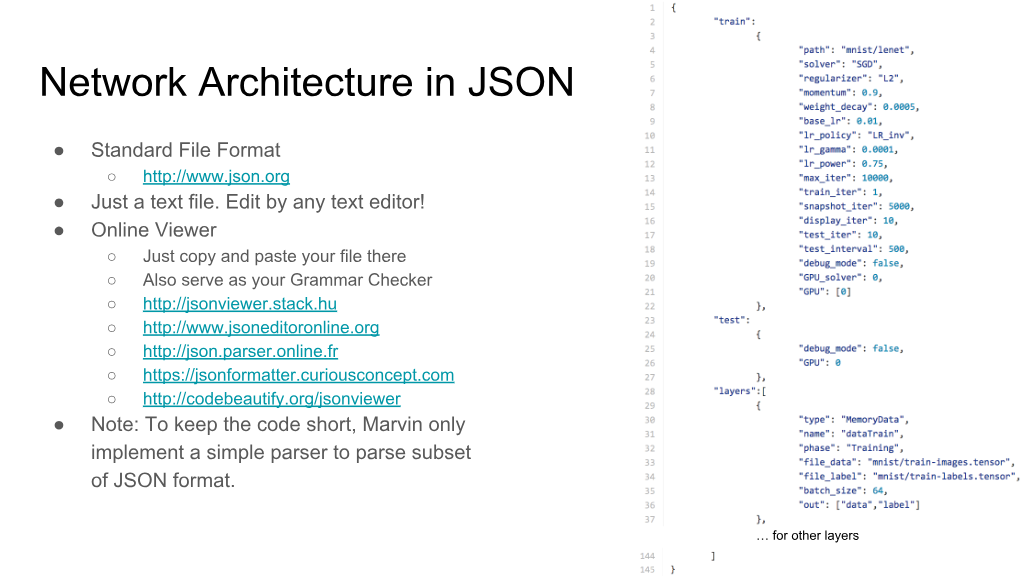 Network Architecture in JSON
● Standard File Format
○ http://www.json.org
● Just a text file. Edit by any text editor!
● Online Viewer
○ Just copy and paste your file there
○ Also serve as your Grammar Checker
○ http://jsonviewer.stack.hu
○ http://www.jsoneditoronline.org
○ http://json.parser.online.fr
○ https://jsonformatter.curiousconcept.com
○ http://codebeautify.org/jsonviewer
● Note: To keep the code short, Marvin only
implement a simple parser to parse subset
of JSON format.
1 {
2 "train":
3 {
4 "path": "mnist/lenet",
5 "solver": "SGD",
6 "regularizer": "L2",
7 "momentum": 0.9,
8 "weight_decay": 0.0005,
9 "base_lr": 0.01,
10 "lr_policy": "LR_inv",
11 "lr_gamma": 0.0001,
12 "lr_power": 0.75,
13 "max_iter": 10000,
14 "train_iter": 1,
15 "snapshot_iter": 5000,
16 "display_iter": 10,
17 "test_iter": 10,
18 "test_interval": 500,
19 "debug_mode": false,
20 "GPU_solver": 0,
21 "GPU": [0]
22 },
23 "test":
24 {
25 "debug_mode": false,
26 "GPU": 0
27 },
28 "layers":[
29 {
30 "type": "MemoryData",
31 "name": "dataTrain",
32 "phase": "Training",
33 "file_data": "mnist/train-images.tensor",
34 "file_label": "mnist/train-labels.tensor",
35 "batch_size": 64,
36 "out": ["data","label"]
37 },
… for other layers
144 ]
145 }